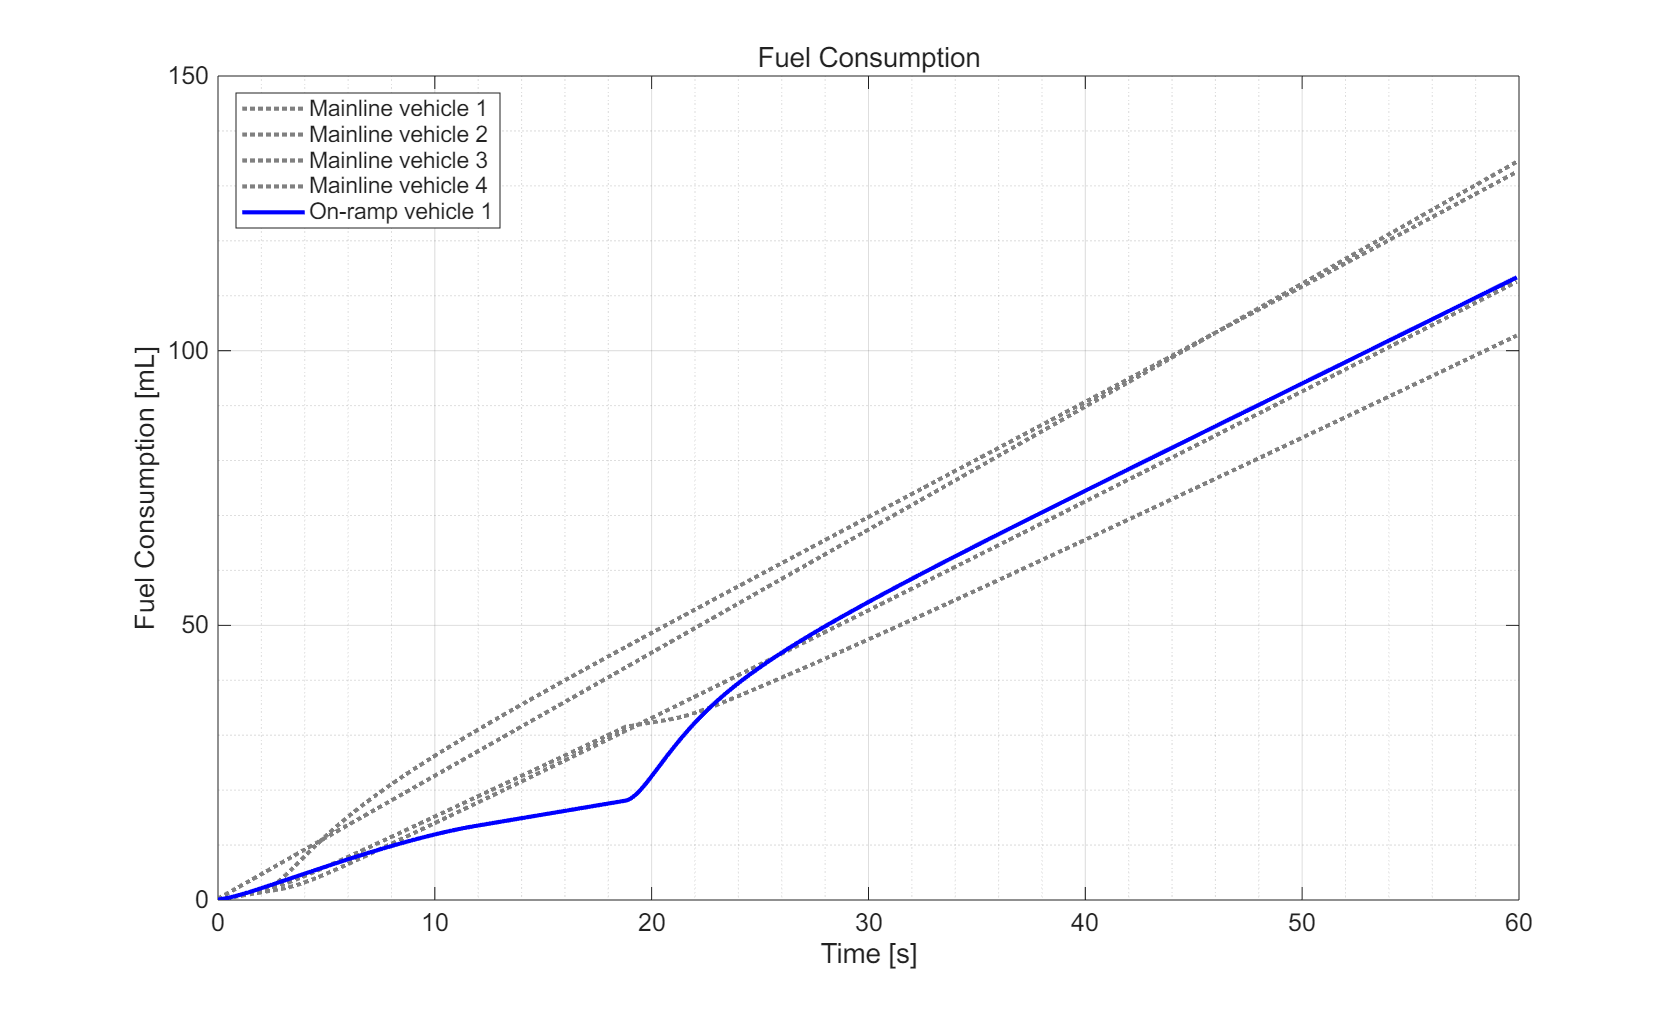 Fuel Consumption
150
100
50
0
Fuel Consumption [mL]
Mainline vehicle 1
Mainline vehicle 2
Mainline vehicle 3
Mainline vehicle 4
On-ramp vehicle 1
0 10 20 30 40 50 60
Time [s]